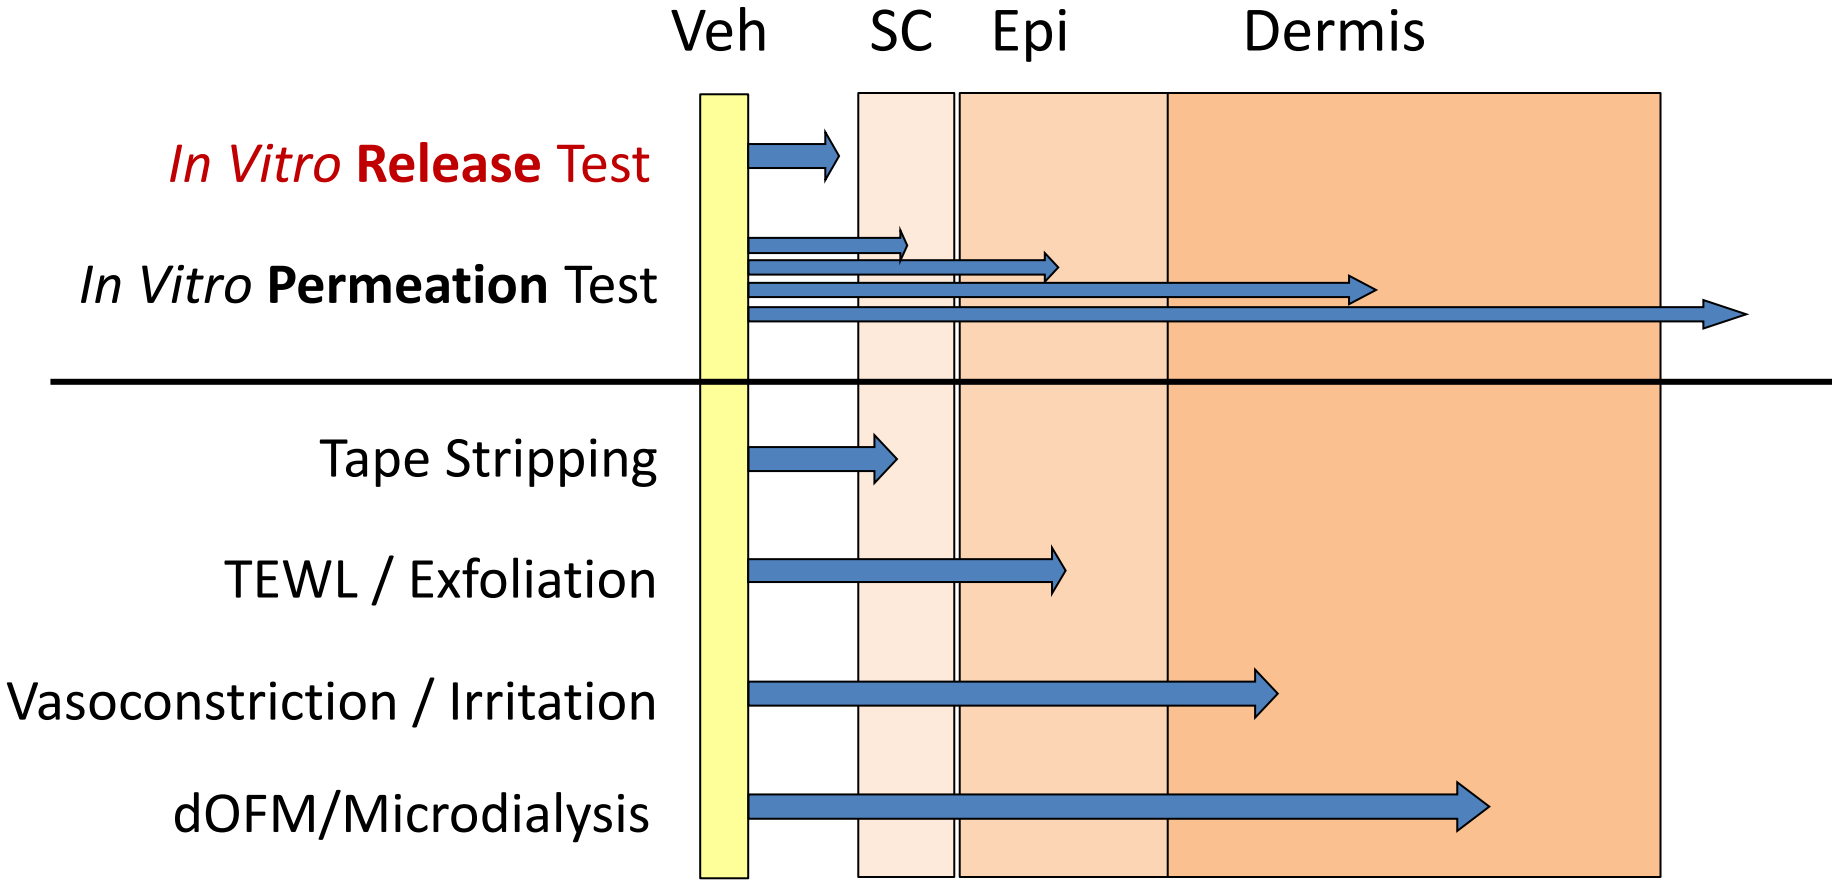 Veh SC Epi Dermis
In Vitro Release Test
In Vitro Permeation Test
Tape Stripping
TEWL / Exfoliation
Vasoconstriction / Irritation
dOFM/Microdialysis